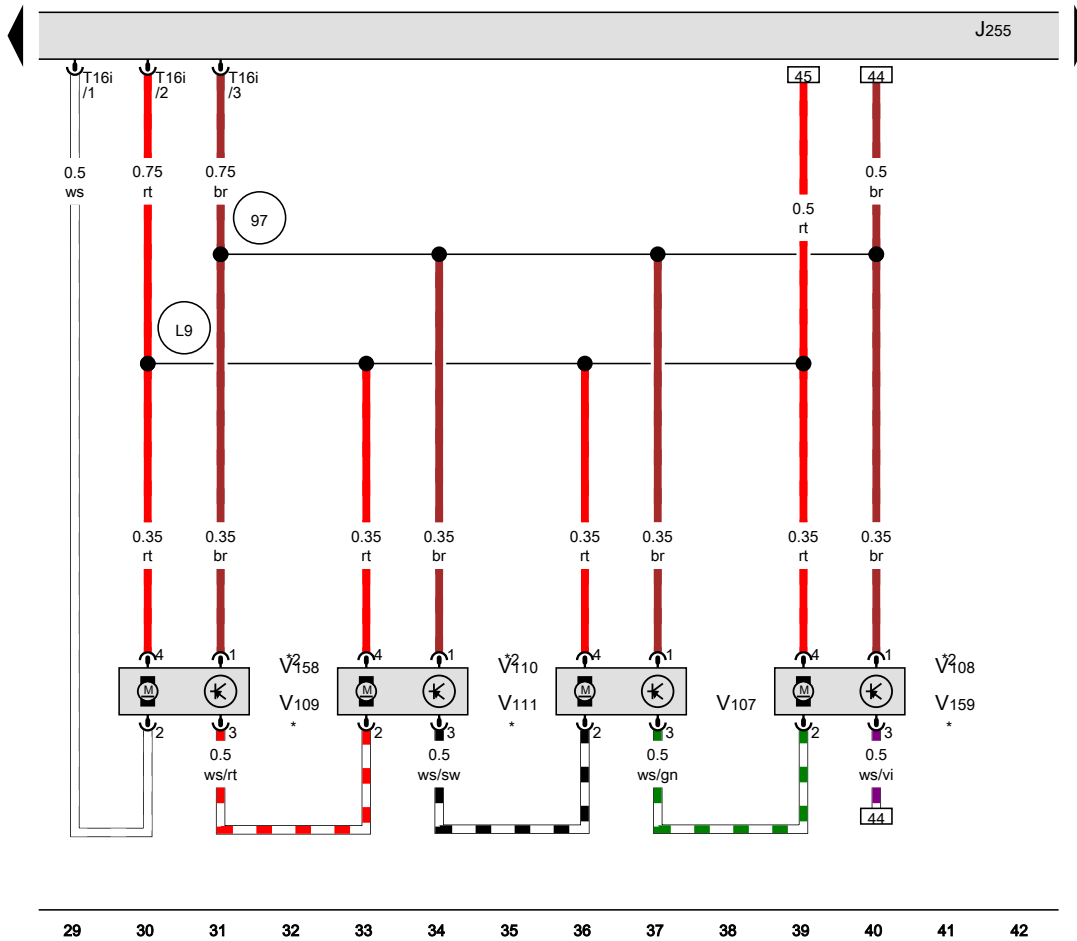 J255
T16i /1
T16i /2
T16i /3
45
44
0.5 ws
0.75 rt
0.75 br
0.5 rt
0.5 br
97
L9
0.35 rt
0.35 br
0.35 rt
0.35 br
0.35 rt
0.35 br
0.35 rt
0.35 br
4 1
4 1
4 1
4 1
*2
V158
*2
V110
*2
V108
M
M
M
M
V109
*
V111
*
V107
V159
*
2 3
2 3
2 3
2 3
0.5 ws/rt
0.5 ws/sw
0.5 ws/gn
0.5 ws/vi
44
29 30 31 32 33 34 35 36 37 38 39 40 41 42